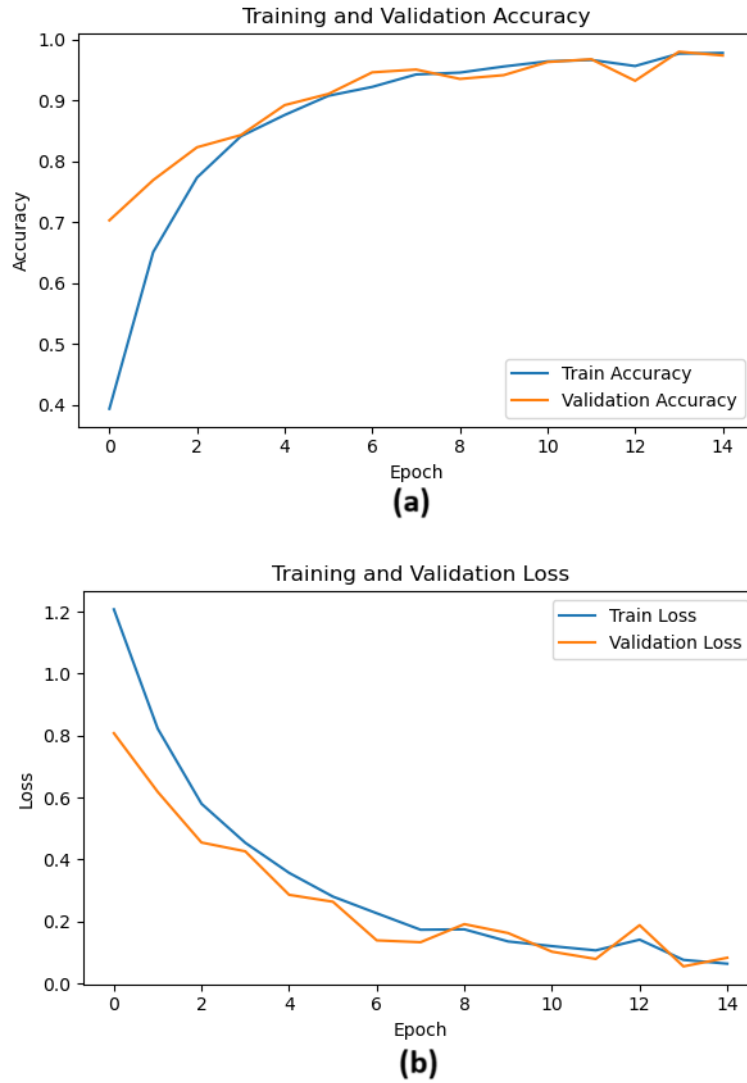 Training and Validation Accuracy
1.0
0.9
0.8
0.7
0.6
0.5
0.4
Accuracy
Train Accuracy
Validation Accuracy
0 2 4 6 8 10 12 14
Epoch
(a)
Training and Validation Loss
1.2
1.0
0.8
0.6
0.4
0.2
0.0
Loss
Train Loss
Validation Loss
0 2 4 6 8 10 12 14
Epoch
(b)